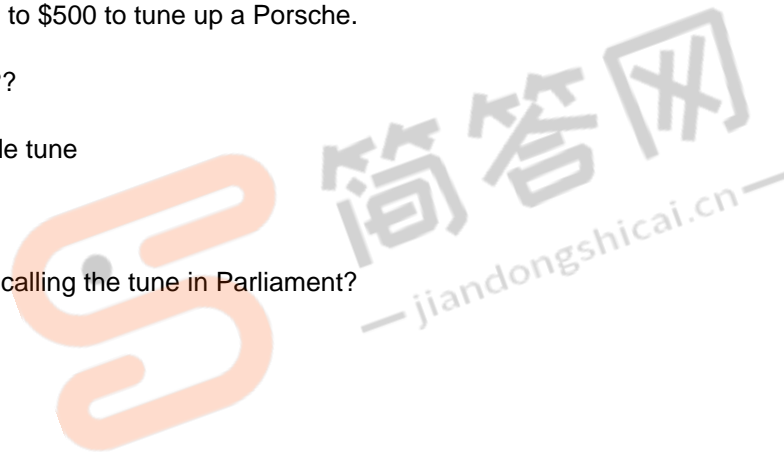 to $500 to tune up a Porsche.
?
le tune
calling the tune in Parliament?
简答网
jiandongshicai.cn